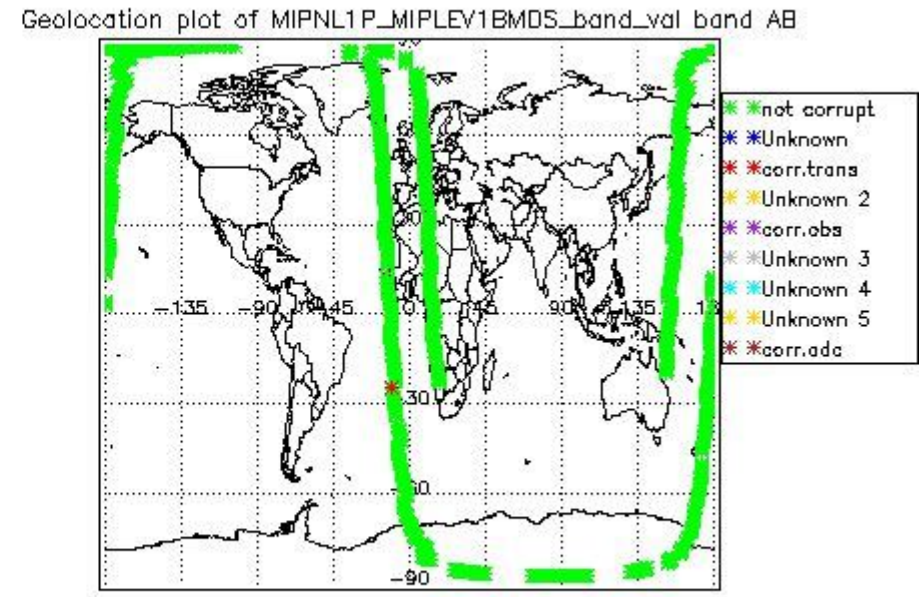 Geolocation plot of MIPNL1P_MIPLEV1BMDS_band_val band AB
not corrupt
Unknown
corr.trans
Unknown 2
corr.obs
Unknown 3
Unknown 4
Unknown 5
corr.adc
-135 -90 -45 0 45 90 135
-60
-90